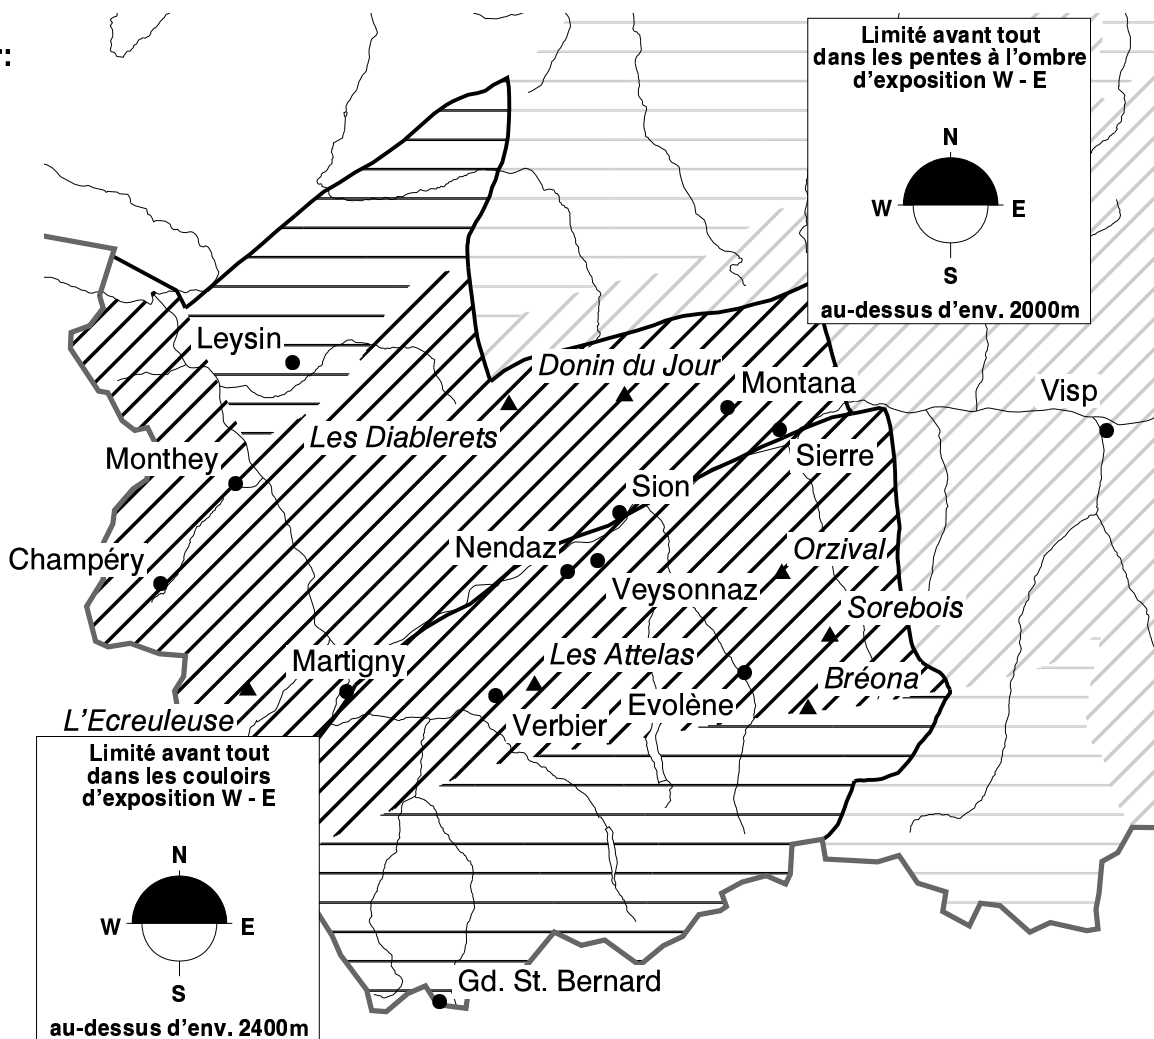 r:
Limité avant tout
dans les pentes à l'ombre
d'exposition W - E
N
W
E
S
au-dessus d'env. 2000m
Leysin
Donin du Jour
Montana
Visp
Les Diablerets
Sierre
Monthey
Sion
Nendaz
Orzival
Champéry
Veysonnaz
Sorebois
Les Attelas
Martigny
Bréona
Evolène
L'Ecreuleuse
Verbier
Limité avant tout
dans les couloirs
d'exposition W - E
N
W
E
S
au-dessus d'env. 2400m
Gd. St. Bernard